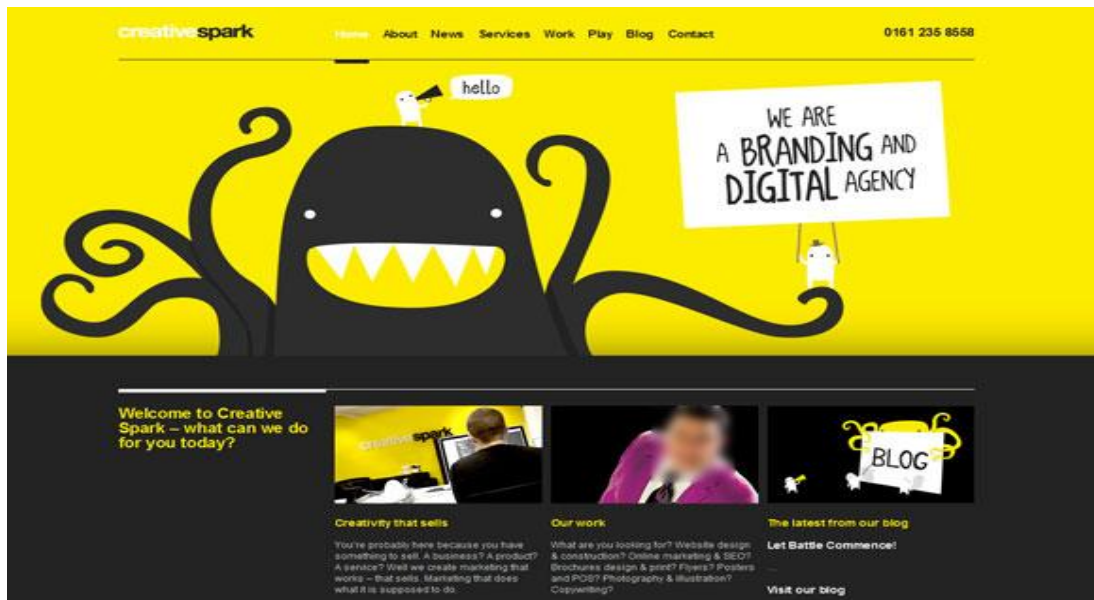 creativespark
Home About News Services Work Play Blog Contact
0161 235 8558
hello
WE ARE
A BRANDING AND
DIGITAL AGENCY
Welcome to Creative
Spark – what can we do
for you today?
creativespark
BLOG
Creativity that sells
You're probably here because you have
something to sell. A business? A product?
A service? Well we create marketing that
works – that sells. Marketing that does
what it is supposed to do.
Our work
What are you looking for? Website design
& construction? Online marketing & SEO?
Brochures design & print? Flyers? Posters
and POS? Photography & illustration?
Copywriting?
The latest from our blog
Let Battle Commence!
...
Visit our blog